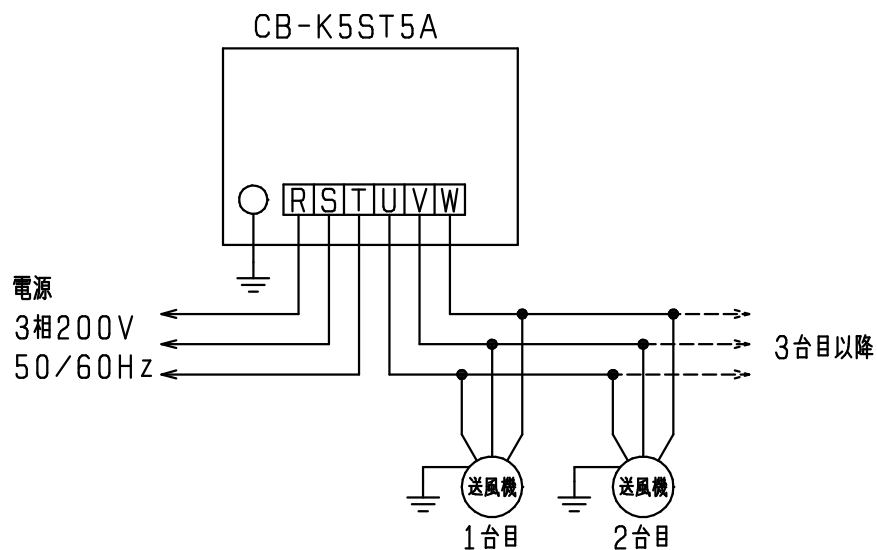 CB-K5ST5A
R S T U V W
電源
3相200V
50/60Hz
3台目以降
送風機 送風機
1台目 2台目